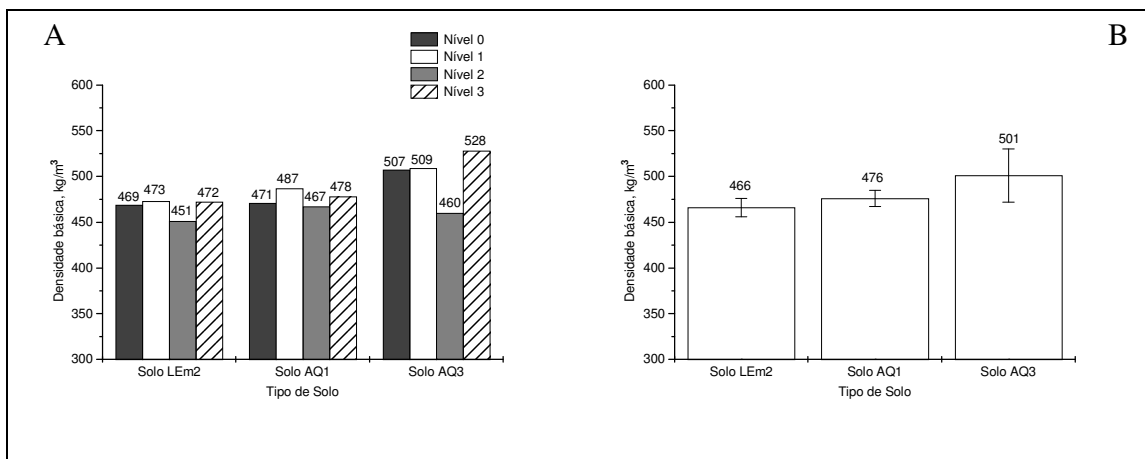 A
Nível 0
Nível 1
Nível 2
Nível 3
600
550
500
450
400
350
300
Densidade básica, kg/m³
469
473
451
472
471
487
467
478
507
509
460
528
Solo LEm2
Solo AQ1
Solo AQ3
Tipo de Solo
B
600
550
500
450
400
350
300
Densidade básica, kg/m³
466
476
501
Solo LEm2
Solo AQ1
Solo AQ3
Tipo de Solo